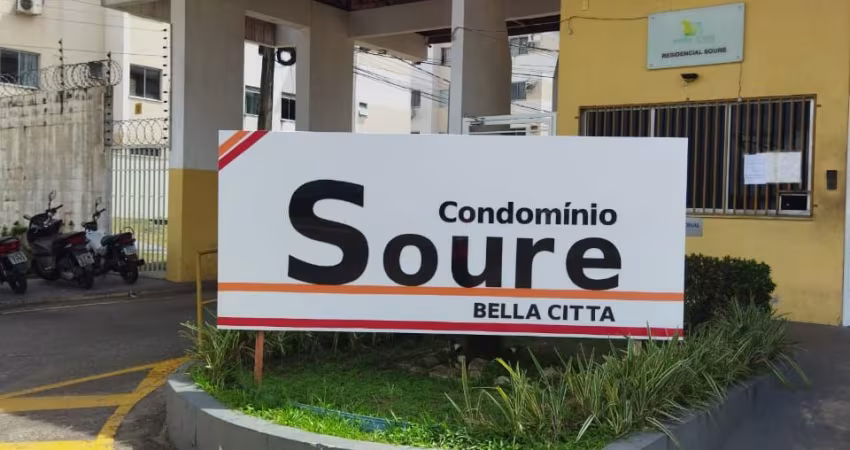 RESIDENCIAL SOURE
Condomínio
Soure
BELLA CITTA